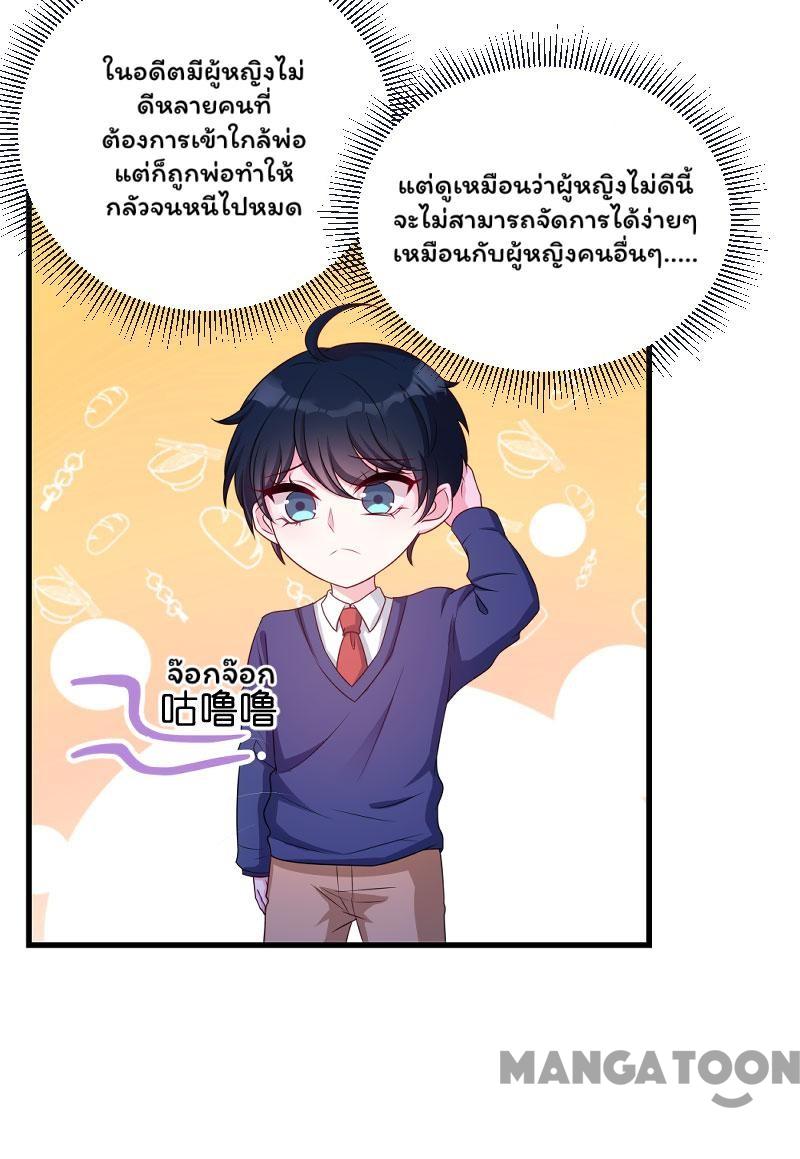 ในอดีตมีผู้หญิงไม่
ดีหลายคนที่
ต้องการเข้าใกล้พ่อ
แต่ก็ถูกพ่อทำให้
กลัวจนหนีไปหมด
แต่ดูเหมือนว่าผู้หญิงไม่ดีนี้
จะไม่สามารถจัดการได้ง่ายๆ
เหมือนกับผู้หญิงคนอื่นๆ.....
จ๊อกจ๊อก
咕噜噜
MANGATOON